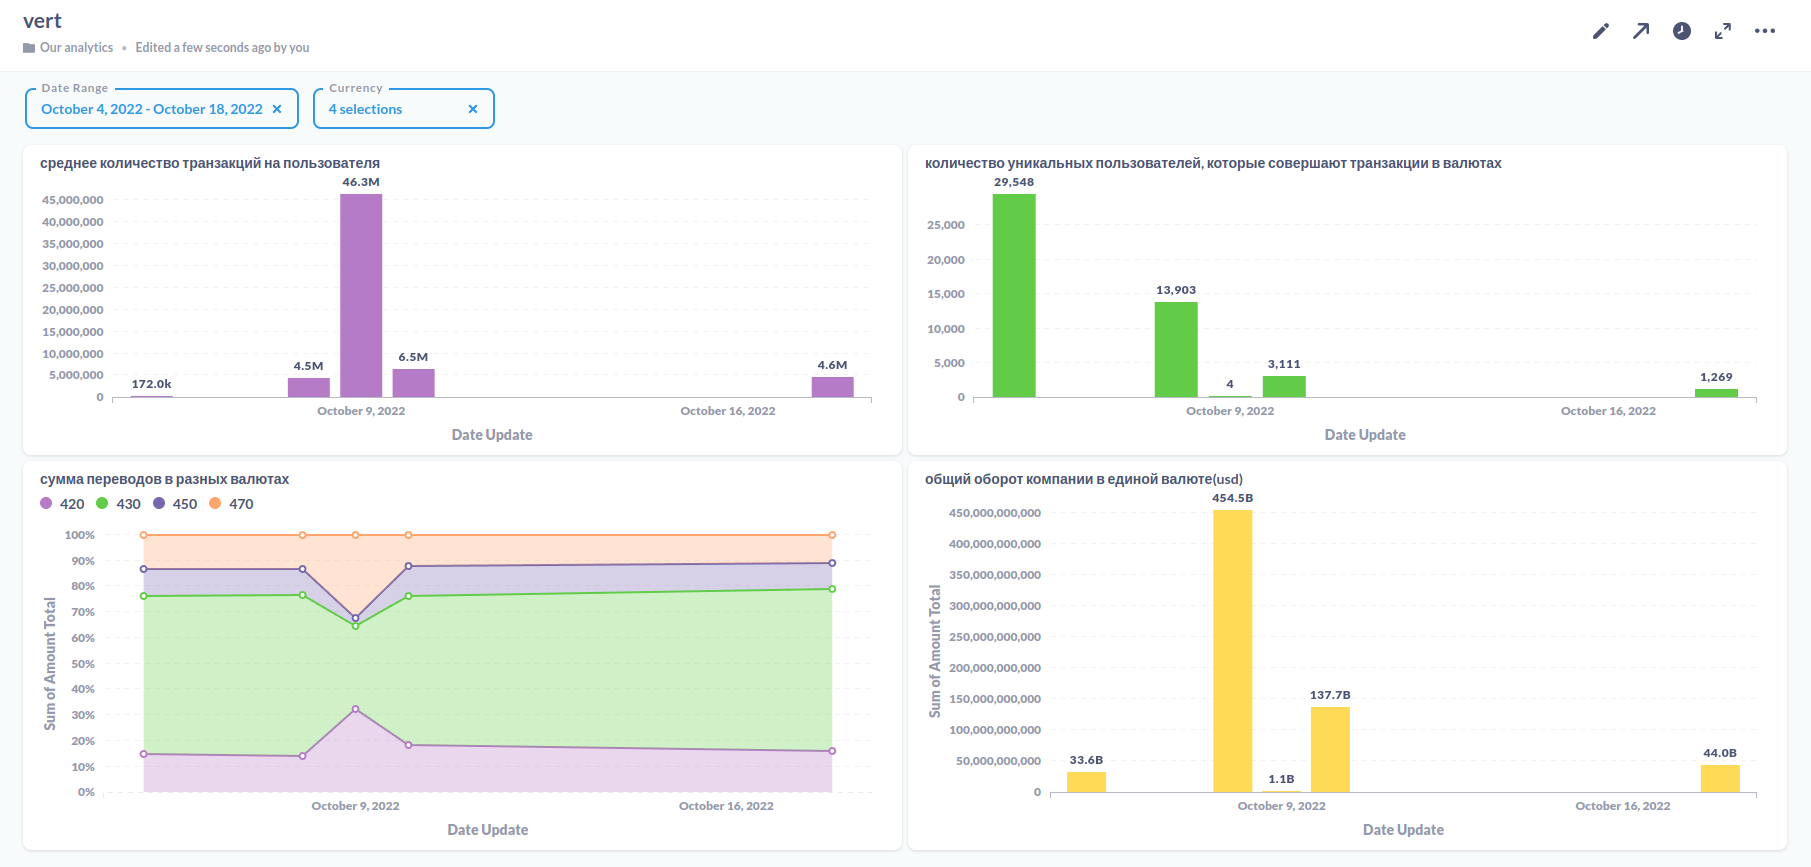 vert
Our analytics • Edited a few seconds ago by you
Date Range
October 4, 2022 - October 18, 2022 ×
Currency
4 selections ×
среднее количество транзакций на пользователя
46.3M
45,000,000
40,000,000
35,000,000
30,000,000
25,000,000
20,000,000
15,000,000
10,000,000
5,000,000
0
172.0k
4.5M
6.5M
4.6M
October 9, 2022
October 16, 2022
Date Update
количество уникальных пользователей, которые совершают транзакции в валютах
29,548
25,000
20,000
15,000
10,000
5,000
0
13,903
4
3,111
1,269
October 9, 2022
October 16, 2022
Date Update
сумма переводов в разных валютах
420 430 450 470
Sum of Amount Total
100%
90%
80%
70%
60%
50%
40%
30%
20%
10%
0%
October 9, 2022
October 16, 2022
Date Update
общий оборот компании в единой валюте(usd)
454.5B
Sum of Amount Total
450,000,000,000
400,000,000,000
350,000,000,000
300,000,000,000
250,000,000,000
200,000,000,000
150,000,000,000
100,000,000,000
50,000,000,000
0
33.6B
1.1B
137.7B
44.0B
October 9, 2022
October 16, 2022
Date Update